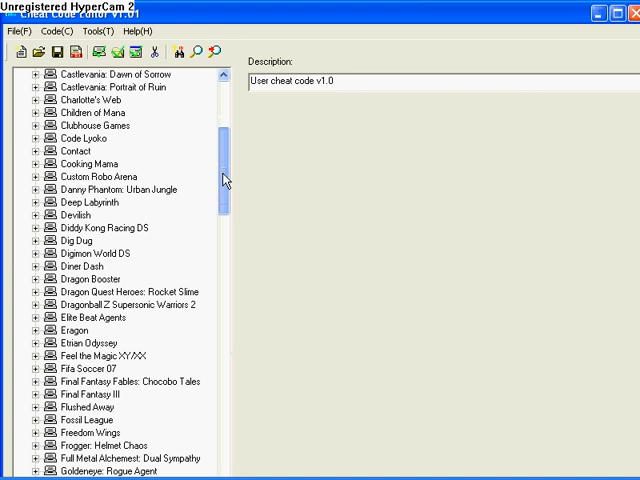 Unregistered HyperCam 2
Cheat Code Editor V1.01
File(F) Code(C) Tools(T) Help(H)
Description:
User cheat code v1.0
Castlevania: Dawn of Sorrow
Castlevania: Portrait of Ruin
Charlotte's Web
Children of Mana
Clubhouse Games
Code Lyoko
Contact
Cooking Mama
Custom Robo Arena
Danny Phantom: Urban Jungle
Deep Labyrinth
Devilish
Diddy Kong Racing DS
Dig Dug
Digimon World DS
Diner Dash
Dragon Booster
Dragon Quest Heroes: Rocket Slime
Dragonball Z Supersonic Warriors 2
Elite Beat Agents
Eragon
Etrian Odyssey
Feel the Magic XY/XX
Fifa Soccer 07
Final Fantasy Fables: Chocobo Tales
Final Fantasy III
Flushed Away
Fossil League
Freedom Wings
Frogger: Helmet Chaos
Full Metal Alchemest: Dual Sympathy
Goldeneye: Rogue Agent